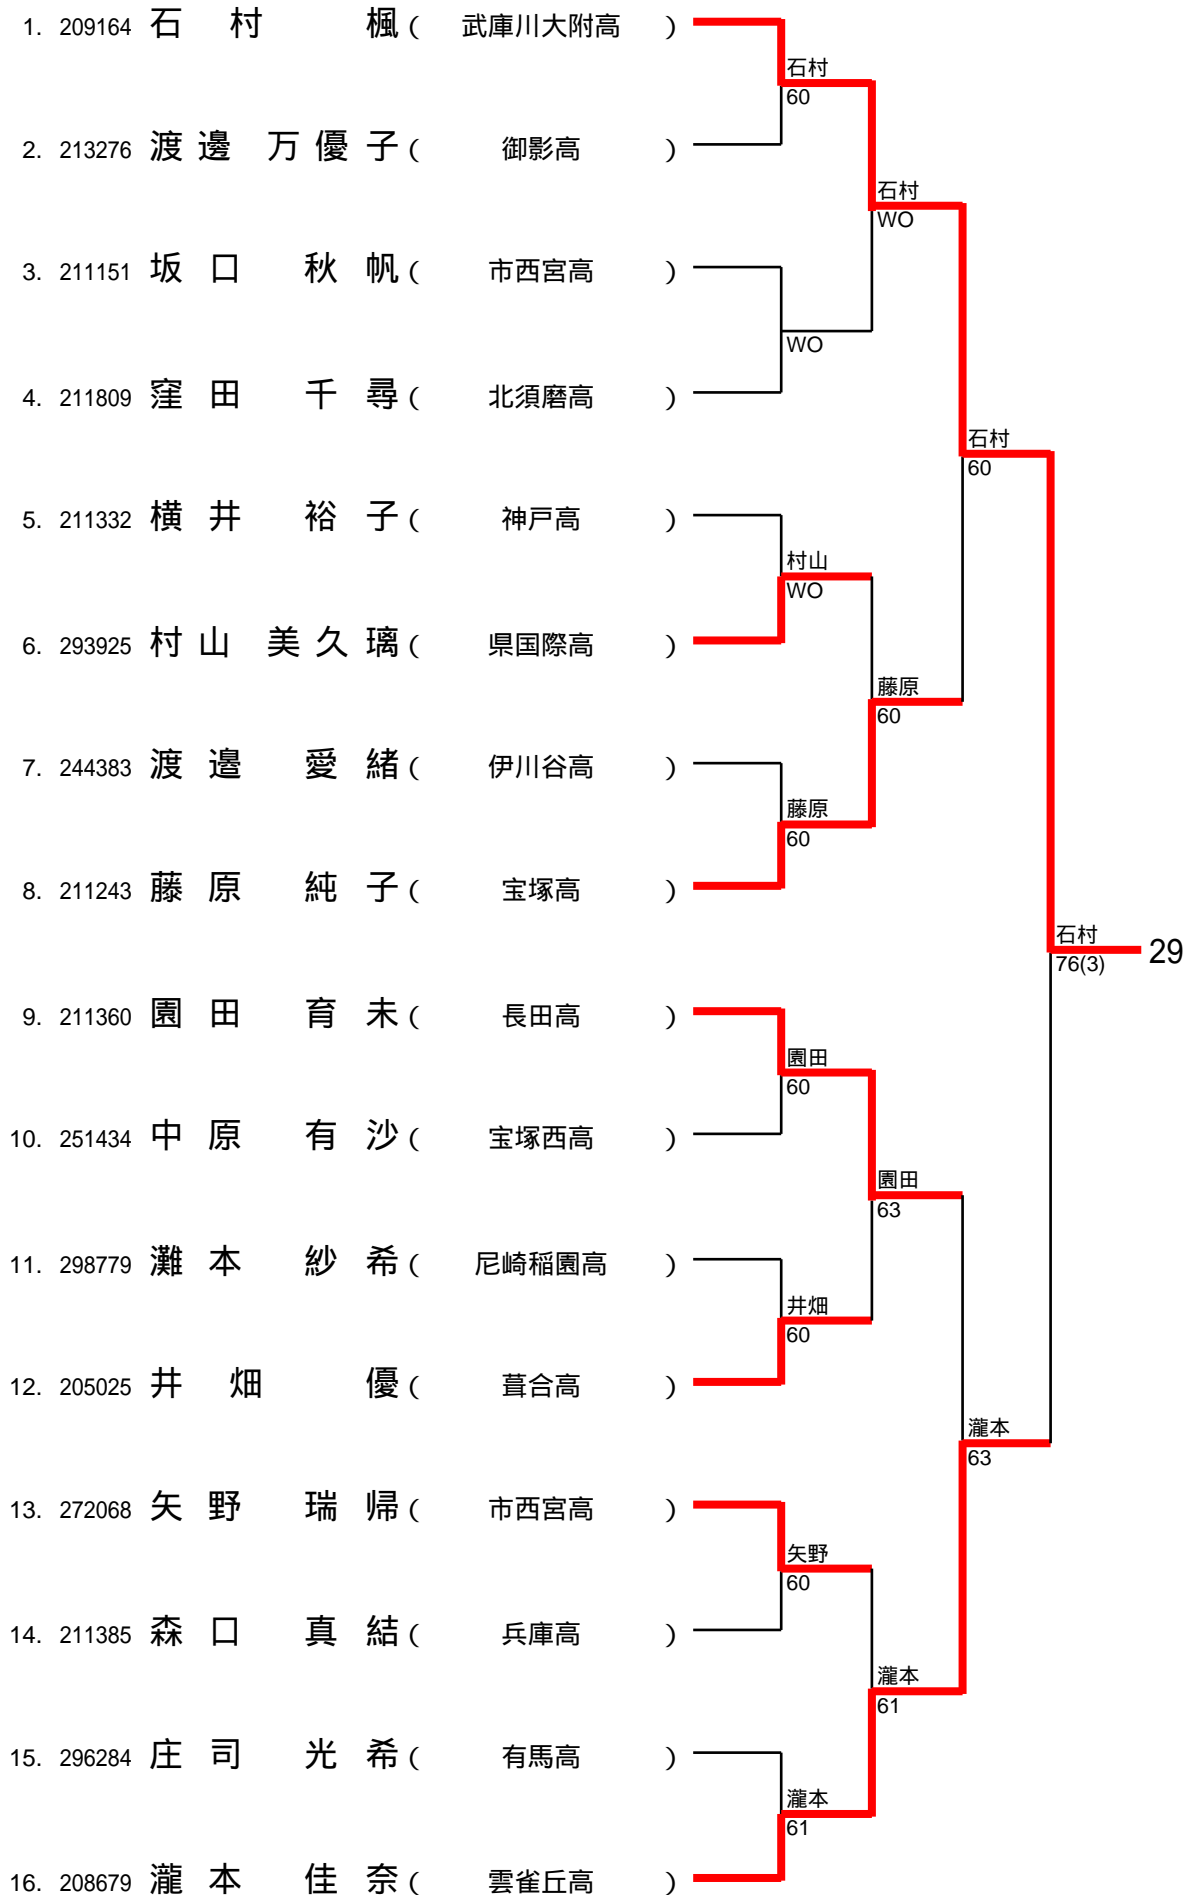 1. 209164 石村 楓 ( 武庫川大附高 )
石村
60
2. 213276 渡邊 万優子 ( 御影高 )
石村
WO
3. 211151 坂口 秋帆 ( 市西宮高 )
WO
4. 211809 窪田 千尋 ( 北須磨高 )
石村
60
5. 211332 横井 裕子 ( 神戸高 )
村山
WO
6. 293925 村山 美久璃 ( 県国際高 )
藤原
60
7. 244383 渡邉 愛緒 ( 伊川谷高 )
藤原
60
8. 211243 藤原 純子 ( 宝塚高 )
石村
76(3)
29
9. 211360 園田 育未 ( 長田高 )
園田
60
10. 251434 中原 有沙 ( 宝塚西高 )
園田
63
11. 298779 灘本 紗希 ( 尼崎稲園高 )
井畑
60
12. 205025 井畑 優 ( 葺合高 )
瀧本
63
13. 272068 矢野 瑞帰 ( 市西宮高 )
矢野
60
14. 211385 森口 真結 ( 兵庫高 )
瀧本
61
15. 296284 庄司 光希 ( 有馬高 )
瀧本
61
16. 208679 瀧本 佳奈 ( 雲雀丘高 )